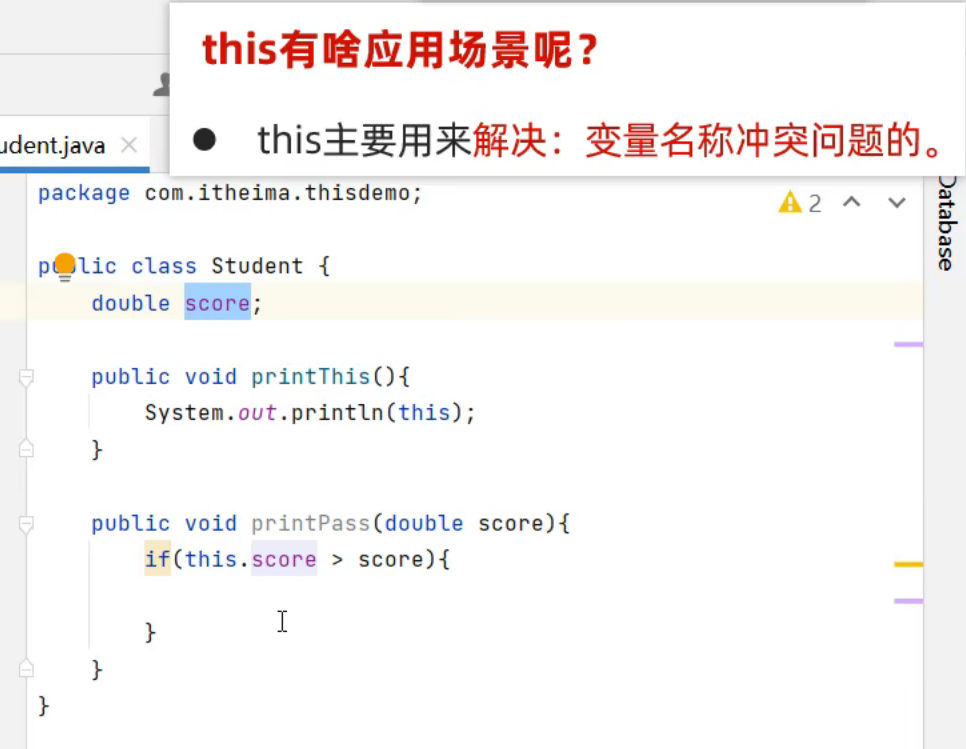 this有啥应用场景呢？
● this主要用来解决：变量名称冲突问题的。
udent.java
package com.itheima.thisdemo;
2
Database
public class Student {
double score;
public void printThis(){
System.out.println(this);
}
public void printPass(double score){
if(this.score > score){
}
}
}